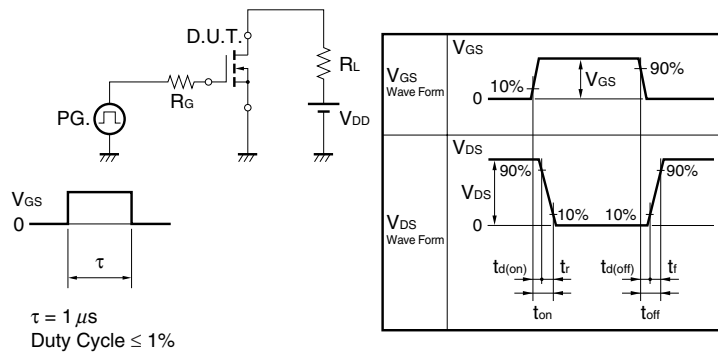 D.U.T.
RL
RG
PG.
VDD
VGS
0
τ
τ = 1 μs
Duty Cycle ≤ 1%
VGS
Wave Form
VGS
10%
VGS
90%
0
VDS
Wave Form
VDS
VDS
90%
90%
10%
10%
0
td(on)
tr
td(off)
tf
ton
toff